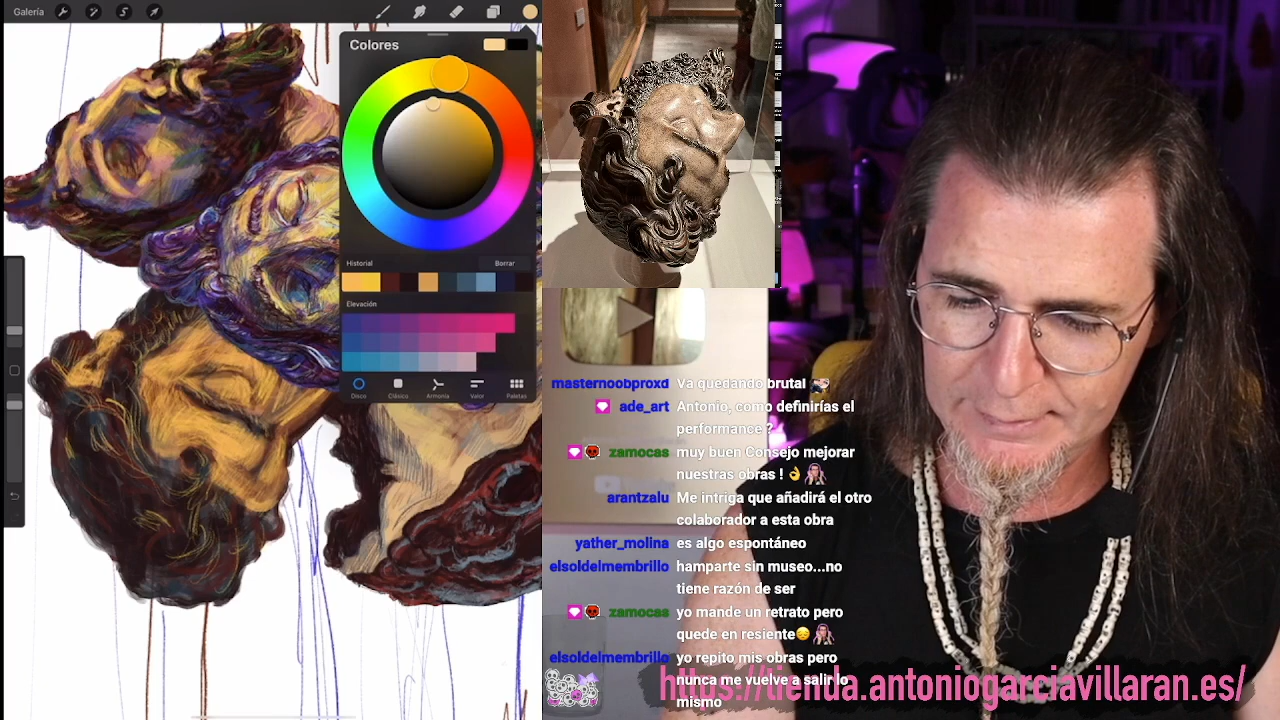 Galería
Colores
Historial
Borrar
Elevación
Disco
Clásico
Armonía
Valor
Paletas
masternoobproxd Va quedando brutal
ade_art Antonio, como definirías el
performance ?
zamocas muy buen Consejo mejorar
nuestras obras !
arantzalu Me intriga que añadirá el otro
colaborador a esta obra
yather_molina es algo espontáneo
elsoldelmembrillo hamparte sin museo...no
tiene razón de ser
zamocas yo mande un retrato pero
quede en resiente
elsoldelmembrillo yo repito mis obras pero
nunca me vuelve a salir lo
mismo
https://tienda.antoniogarciavillaran.es/